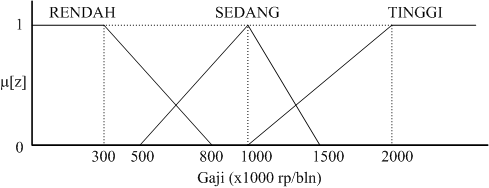 RENDAH SEDANG TINGGI
1
μ[z]
0
300 500 800 1000 1500 2000
Gaji (x1000 rp/bln)